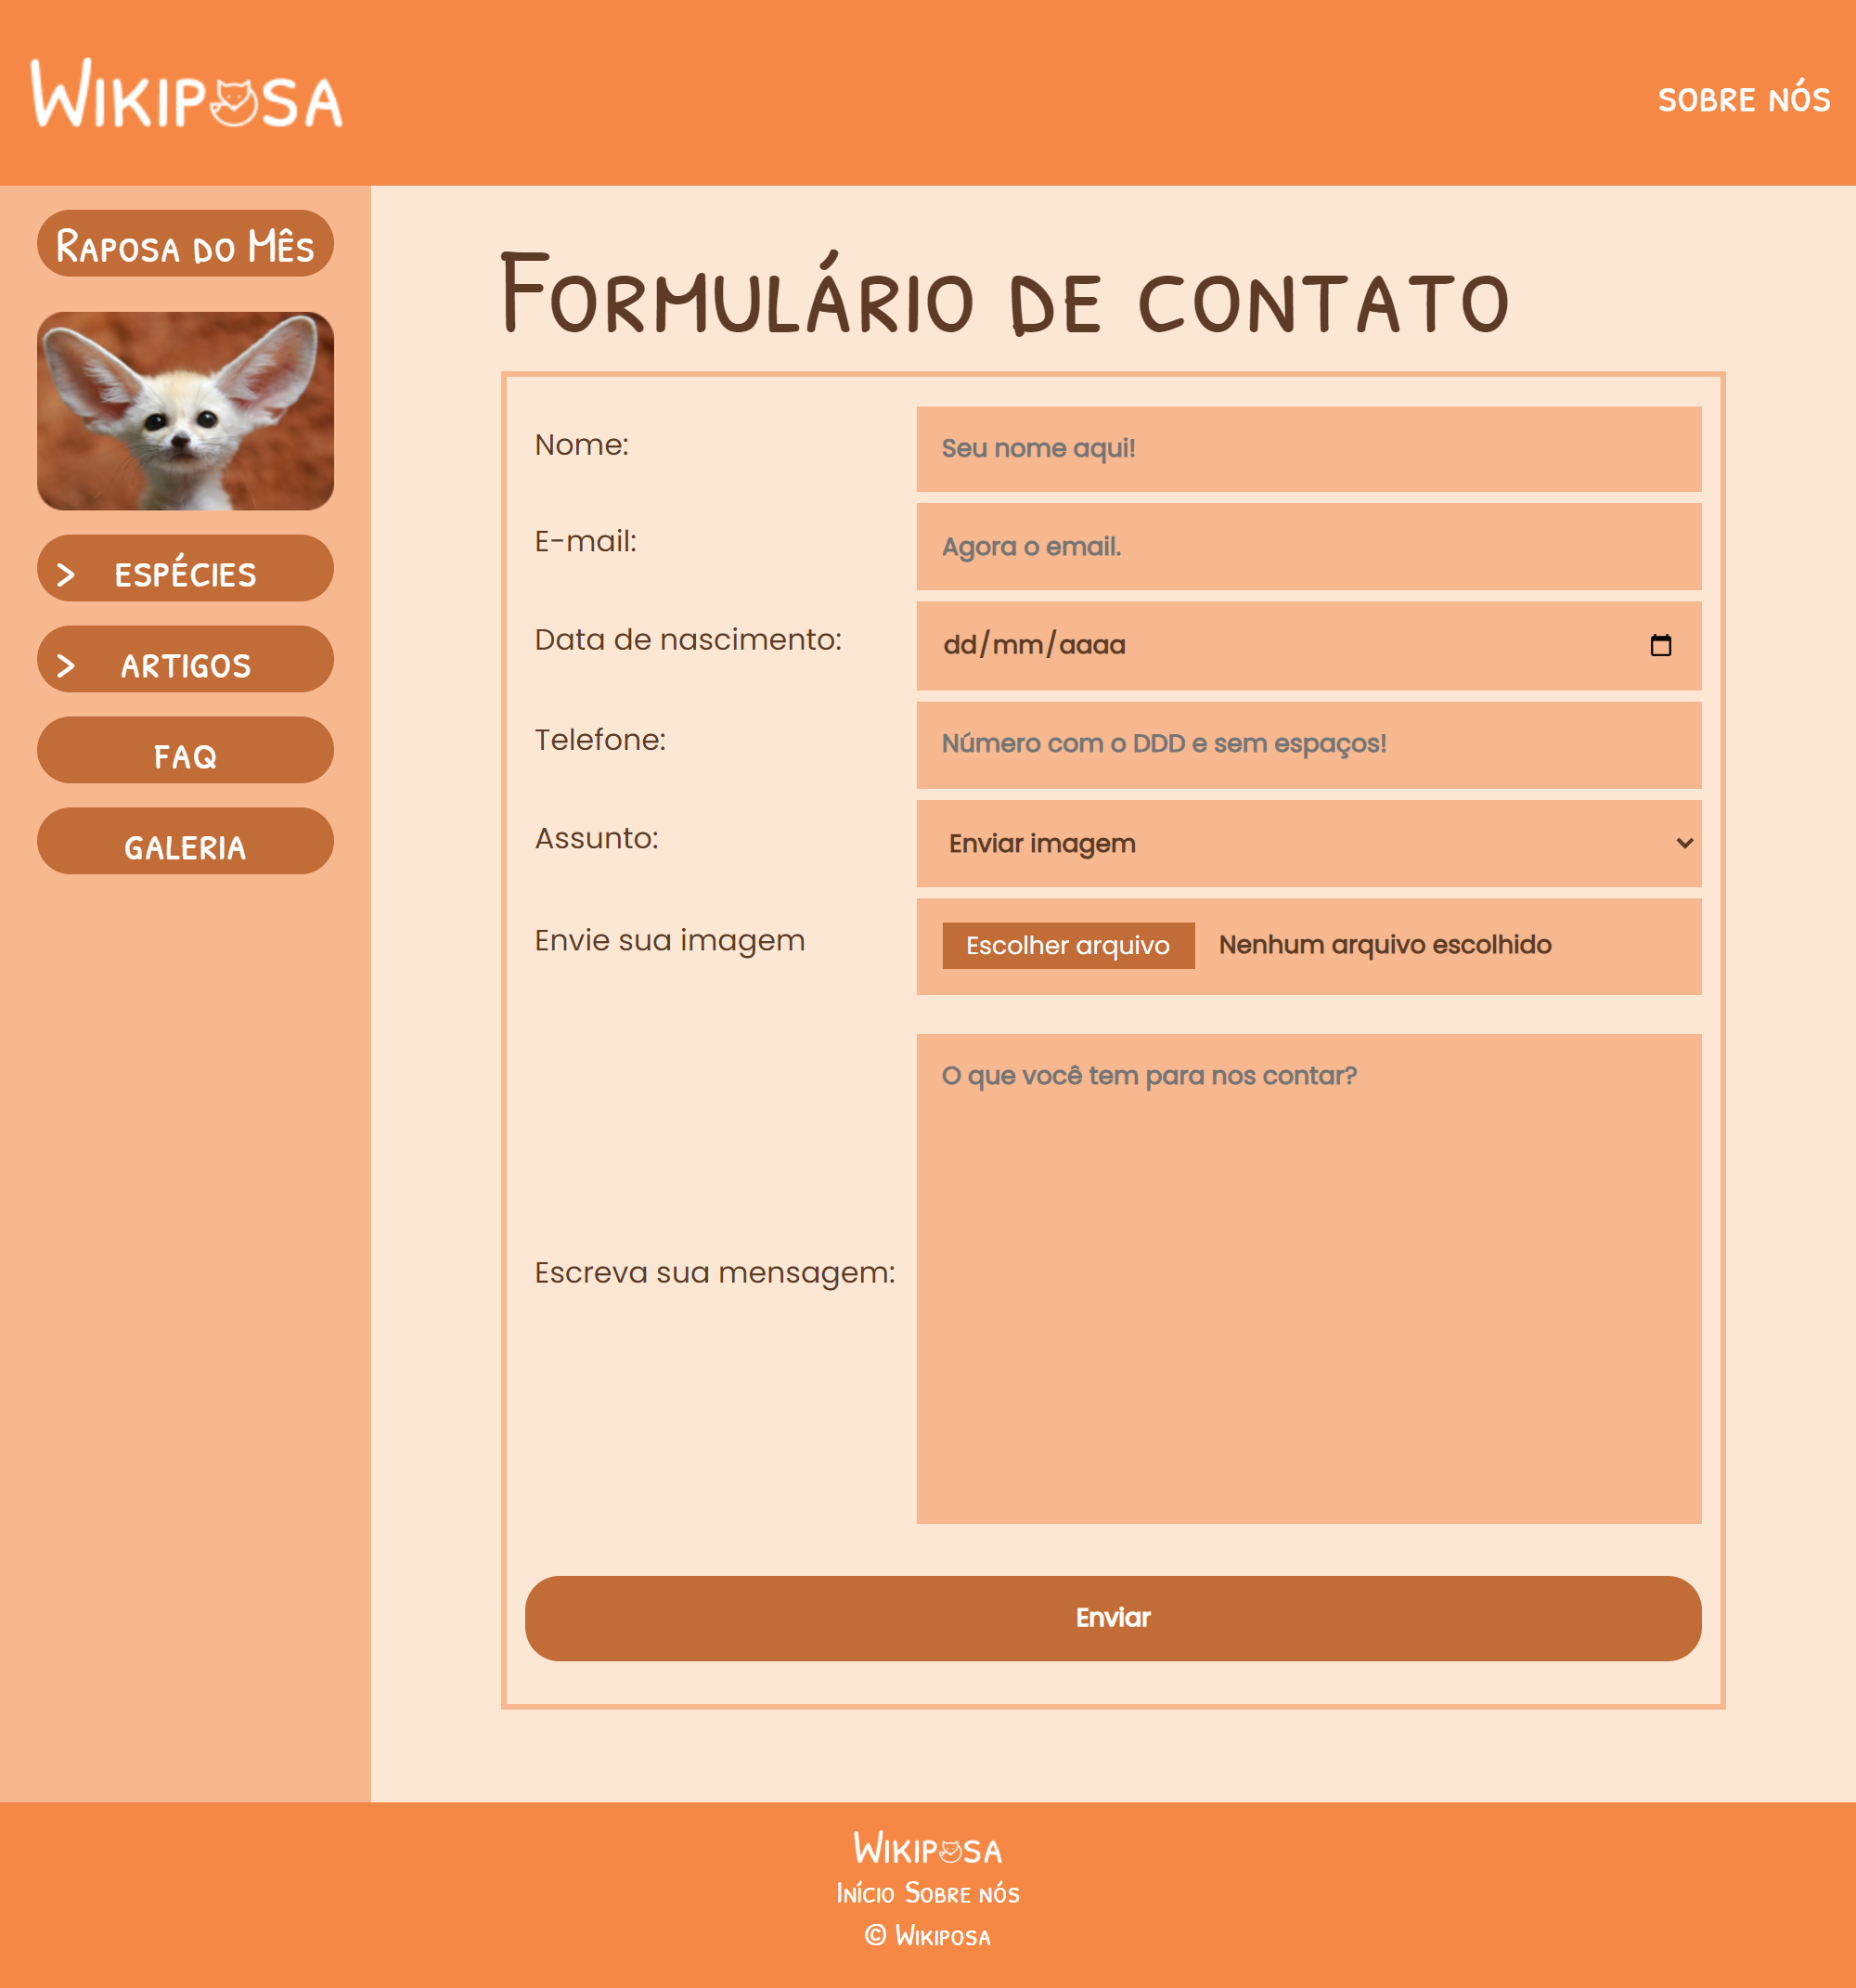 Wikiposa
sobre nós
Raposa do Mês
> espécies
> artigos
faq
galeria
Formulário de contato
Nome: Seu nome aqui!
E-mail: Agora o email.
Data de nascimento: dd/mm/aaaa
Telefone: Número com o DDD e sem espaços!
Assunto: Enviar imagem
Envie sua imagem Escolher arquivo Nenhum arquivo escolhido
O que você tem para nos contar?
Escreva sua mensagem:
Enviar
Wikiposa
Início Sobre nós
© Wikiposa